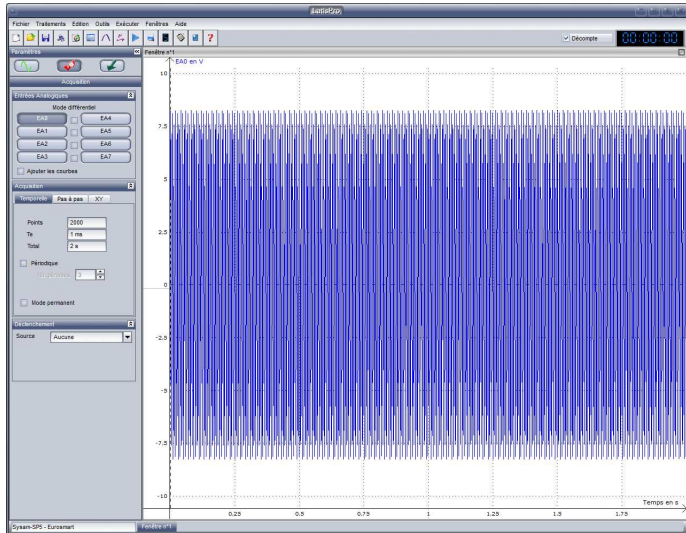 LatisPro
Fichier Traitements Edition Outils Exécuter Fenêtres Aide
Décompte
00:00:00
Paramètres
Fenêtre n°1
Acquisition
Entrées Analogiques
Mode différentiel
EA0 EA4
EA1 EA5
EA2 EA6
EA3 EA7
Ajouter les courbes
Acquisition
Temporelle Pas à pas XY
Points 2000
Te 1 ms
Total 2 s
Périodique
3
Mode permanent
Déclenchement
Source Aucune
EA0 en V
10
7.5
5
2.5
0
-2.5
-5
-7.5
-10
Temps en s
0.25 0.5 0.75 1 1.25 1.5 1.75
Sysam-SP5 - Eurosmart
Fenêtre n°1